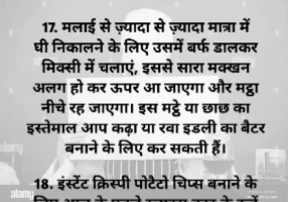 17. मलाई से ज़्यादा से ज़्यादा मात्रा में
घी निकालने के लिए उसमें बर्फ डालकर
मिक्सी में चलाएं, इससे सारा मक्खन
अलग हो कर ऊपर आ जाएगा और मट्ठा
नीचे रह जाएगा। इस मट्ठे या छाछ का
इस्तेमाल आप कढ़ा या रवा इडली का बैटर
बनाने के लिए कर सकती हैं।
18. इंस्टेंट क्रिस्पी पोटैटो चिप्स बनाने के
alamy